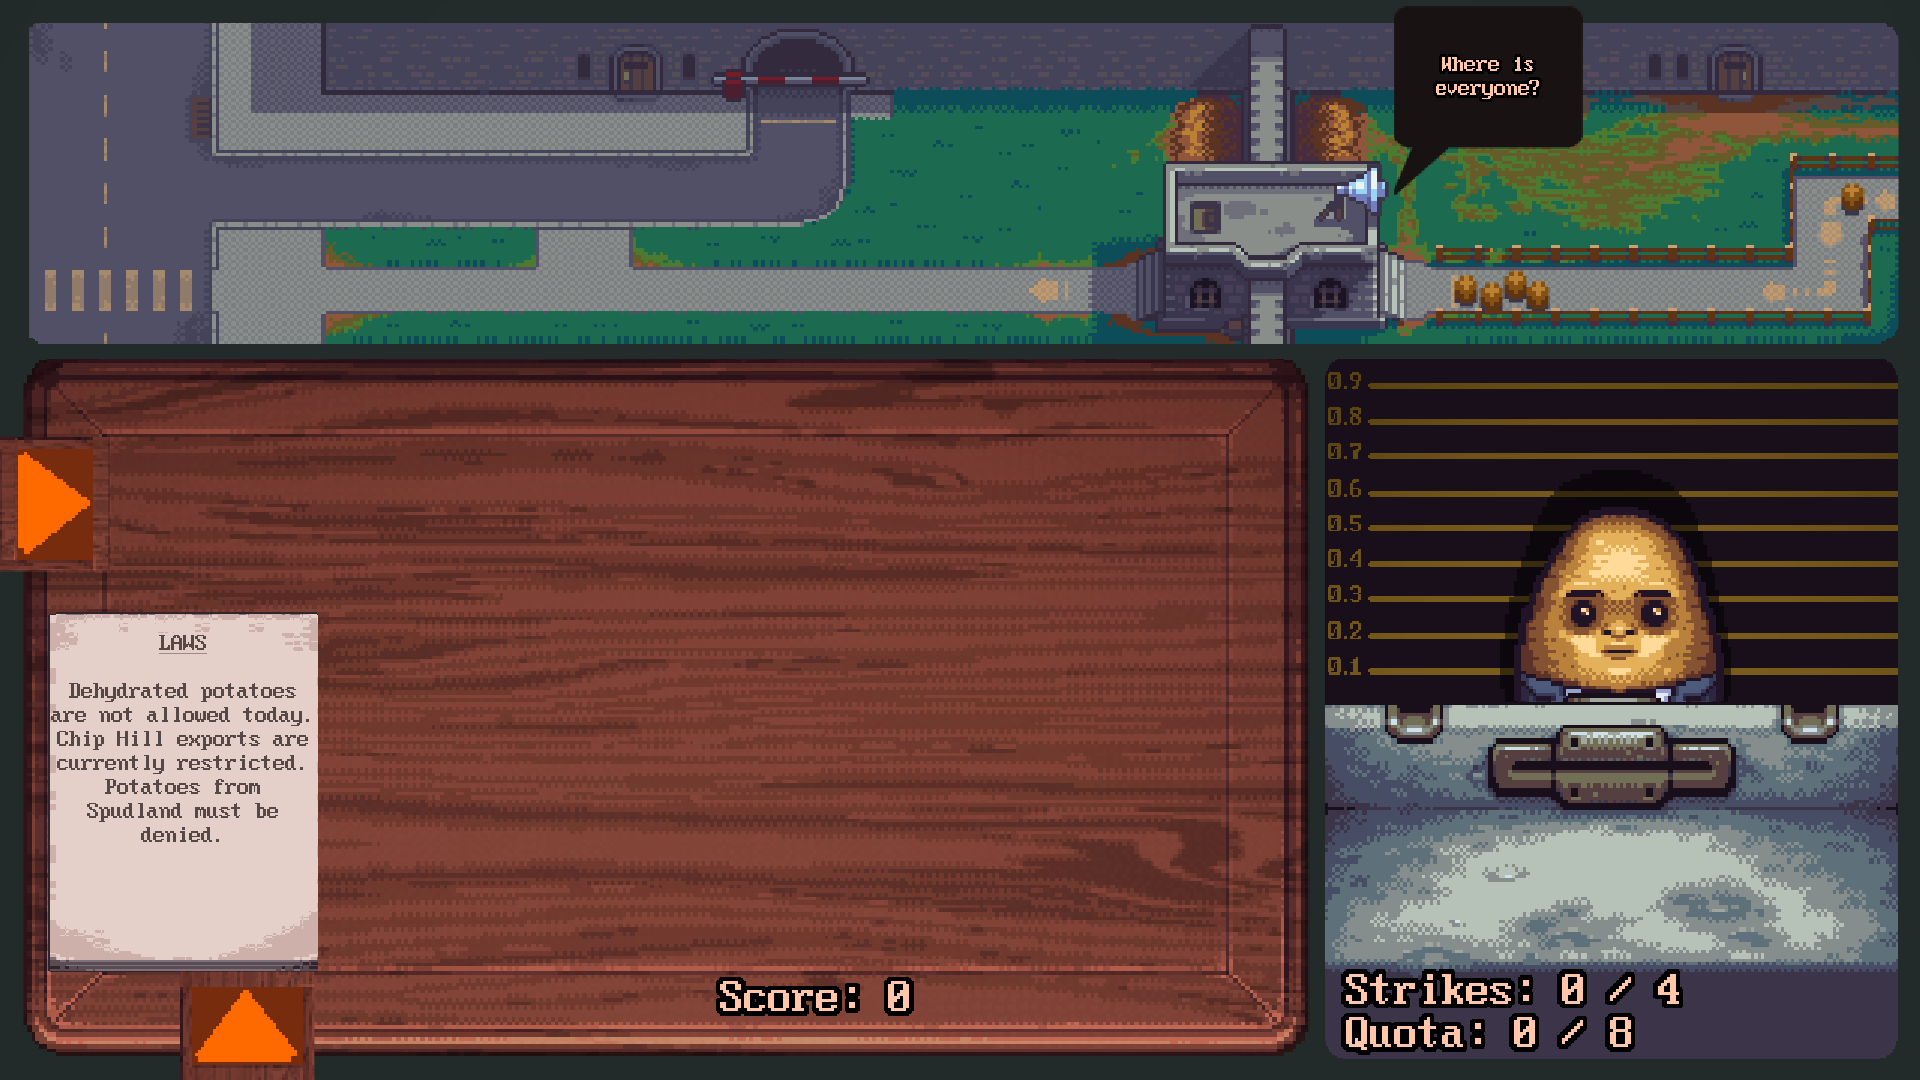 Where is
everyone?
0.9
0.8
0.7
0.6
0.5
0.4
0.3
0.2
0.1
LAWS
Dehydrated potatoes
are not allowed today.
Chip Hill exports are
currently restricted.
Potatoes from
Spudland must be
denied.
Score: 0
Strikes: 0 / 4
Quota: 0 / 8